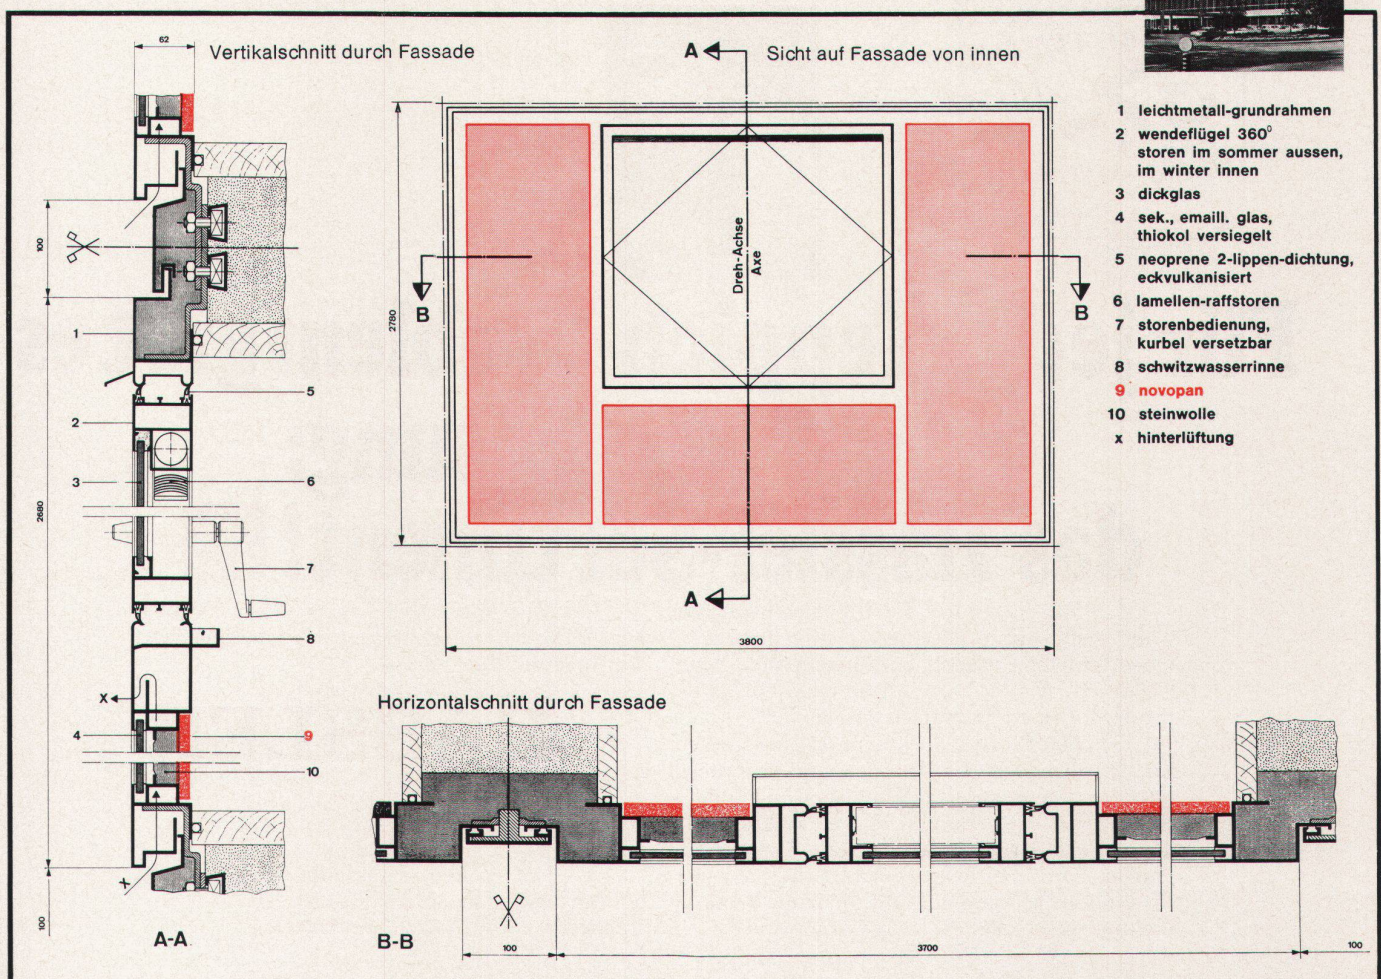 62
Vertikalschnitt durch Fassade
A
Sicht auf Fassade von innen
1 leichtmetall-grundrahmen
2 wendeflügel 360°
storen im sommer aussen,
im winter innen
3 dickglas
4 sek., emaill. glas,
thiokol versiegelt
5 neoprene 2-lippen-dichtung,
eckvulkanisiert
6 lamellen-raffstoren
7 storenbedienung,
kurbel versetzbar
8 schwitzwasserrinne
9 novopan
10 steinwolle
x hinterlüftung
100
1
5
2
3
6
2680
7
8
x
4
9
10
x
100
A-A
2780
B
Dreh-Achse
Axe
B
A
3800
Horizontalschnitt durch Fassade
B-B
100
3700
100